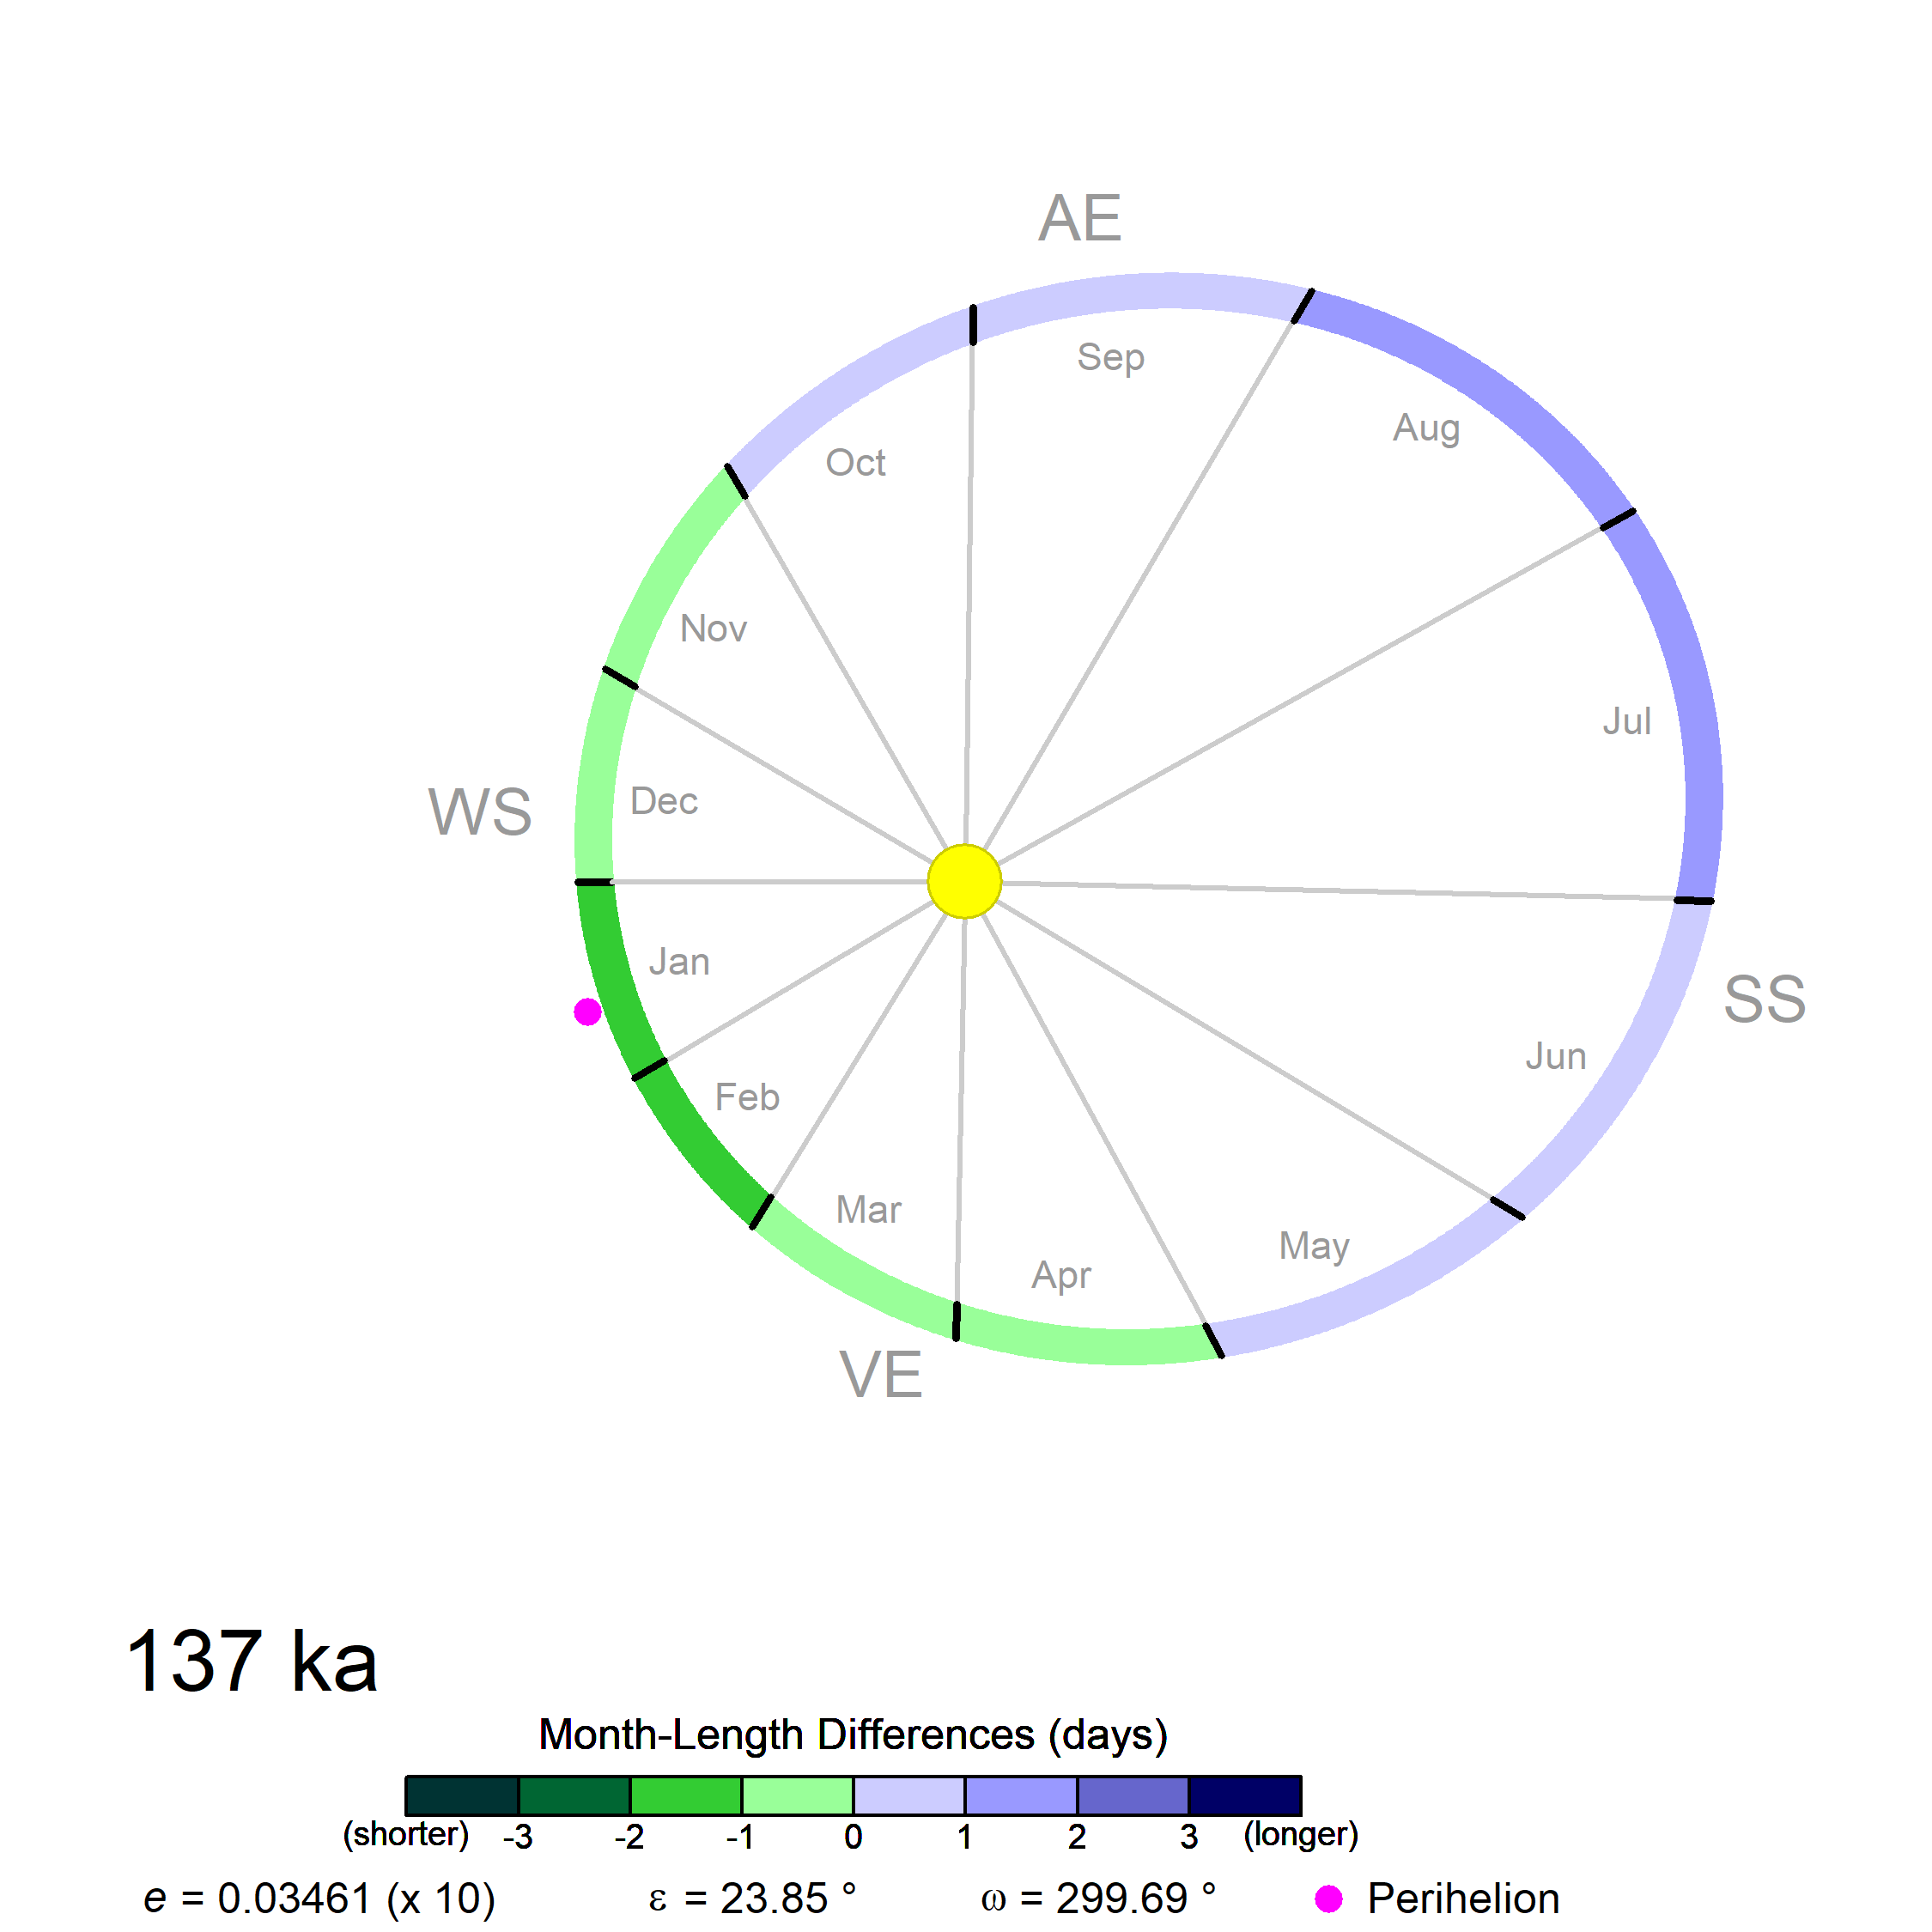 AE
Sep
Aug
Oct
Nov
Jul
WS
Dec
Jan
SS
Jun
Feb
Mar
May
Apr
VE
137 ka
Month-Length Differences (days)
(shorter) -3 -2 -1 0 1 2 3 (longer)
e = 0.03461 (x 10) ε = 23.85 ° ω = 299.69 ° Perihelion